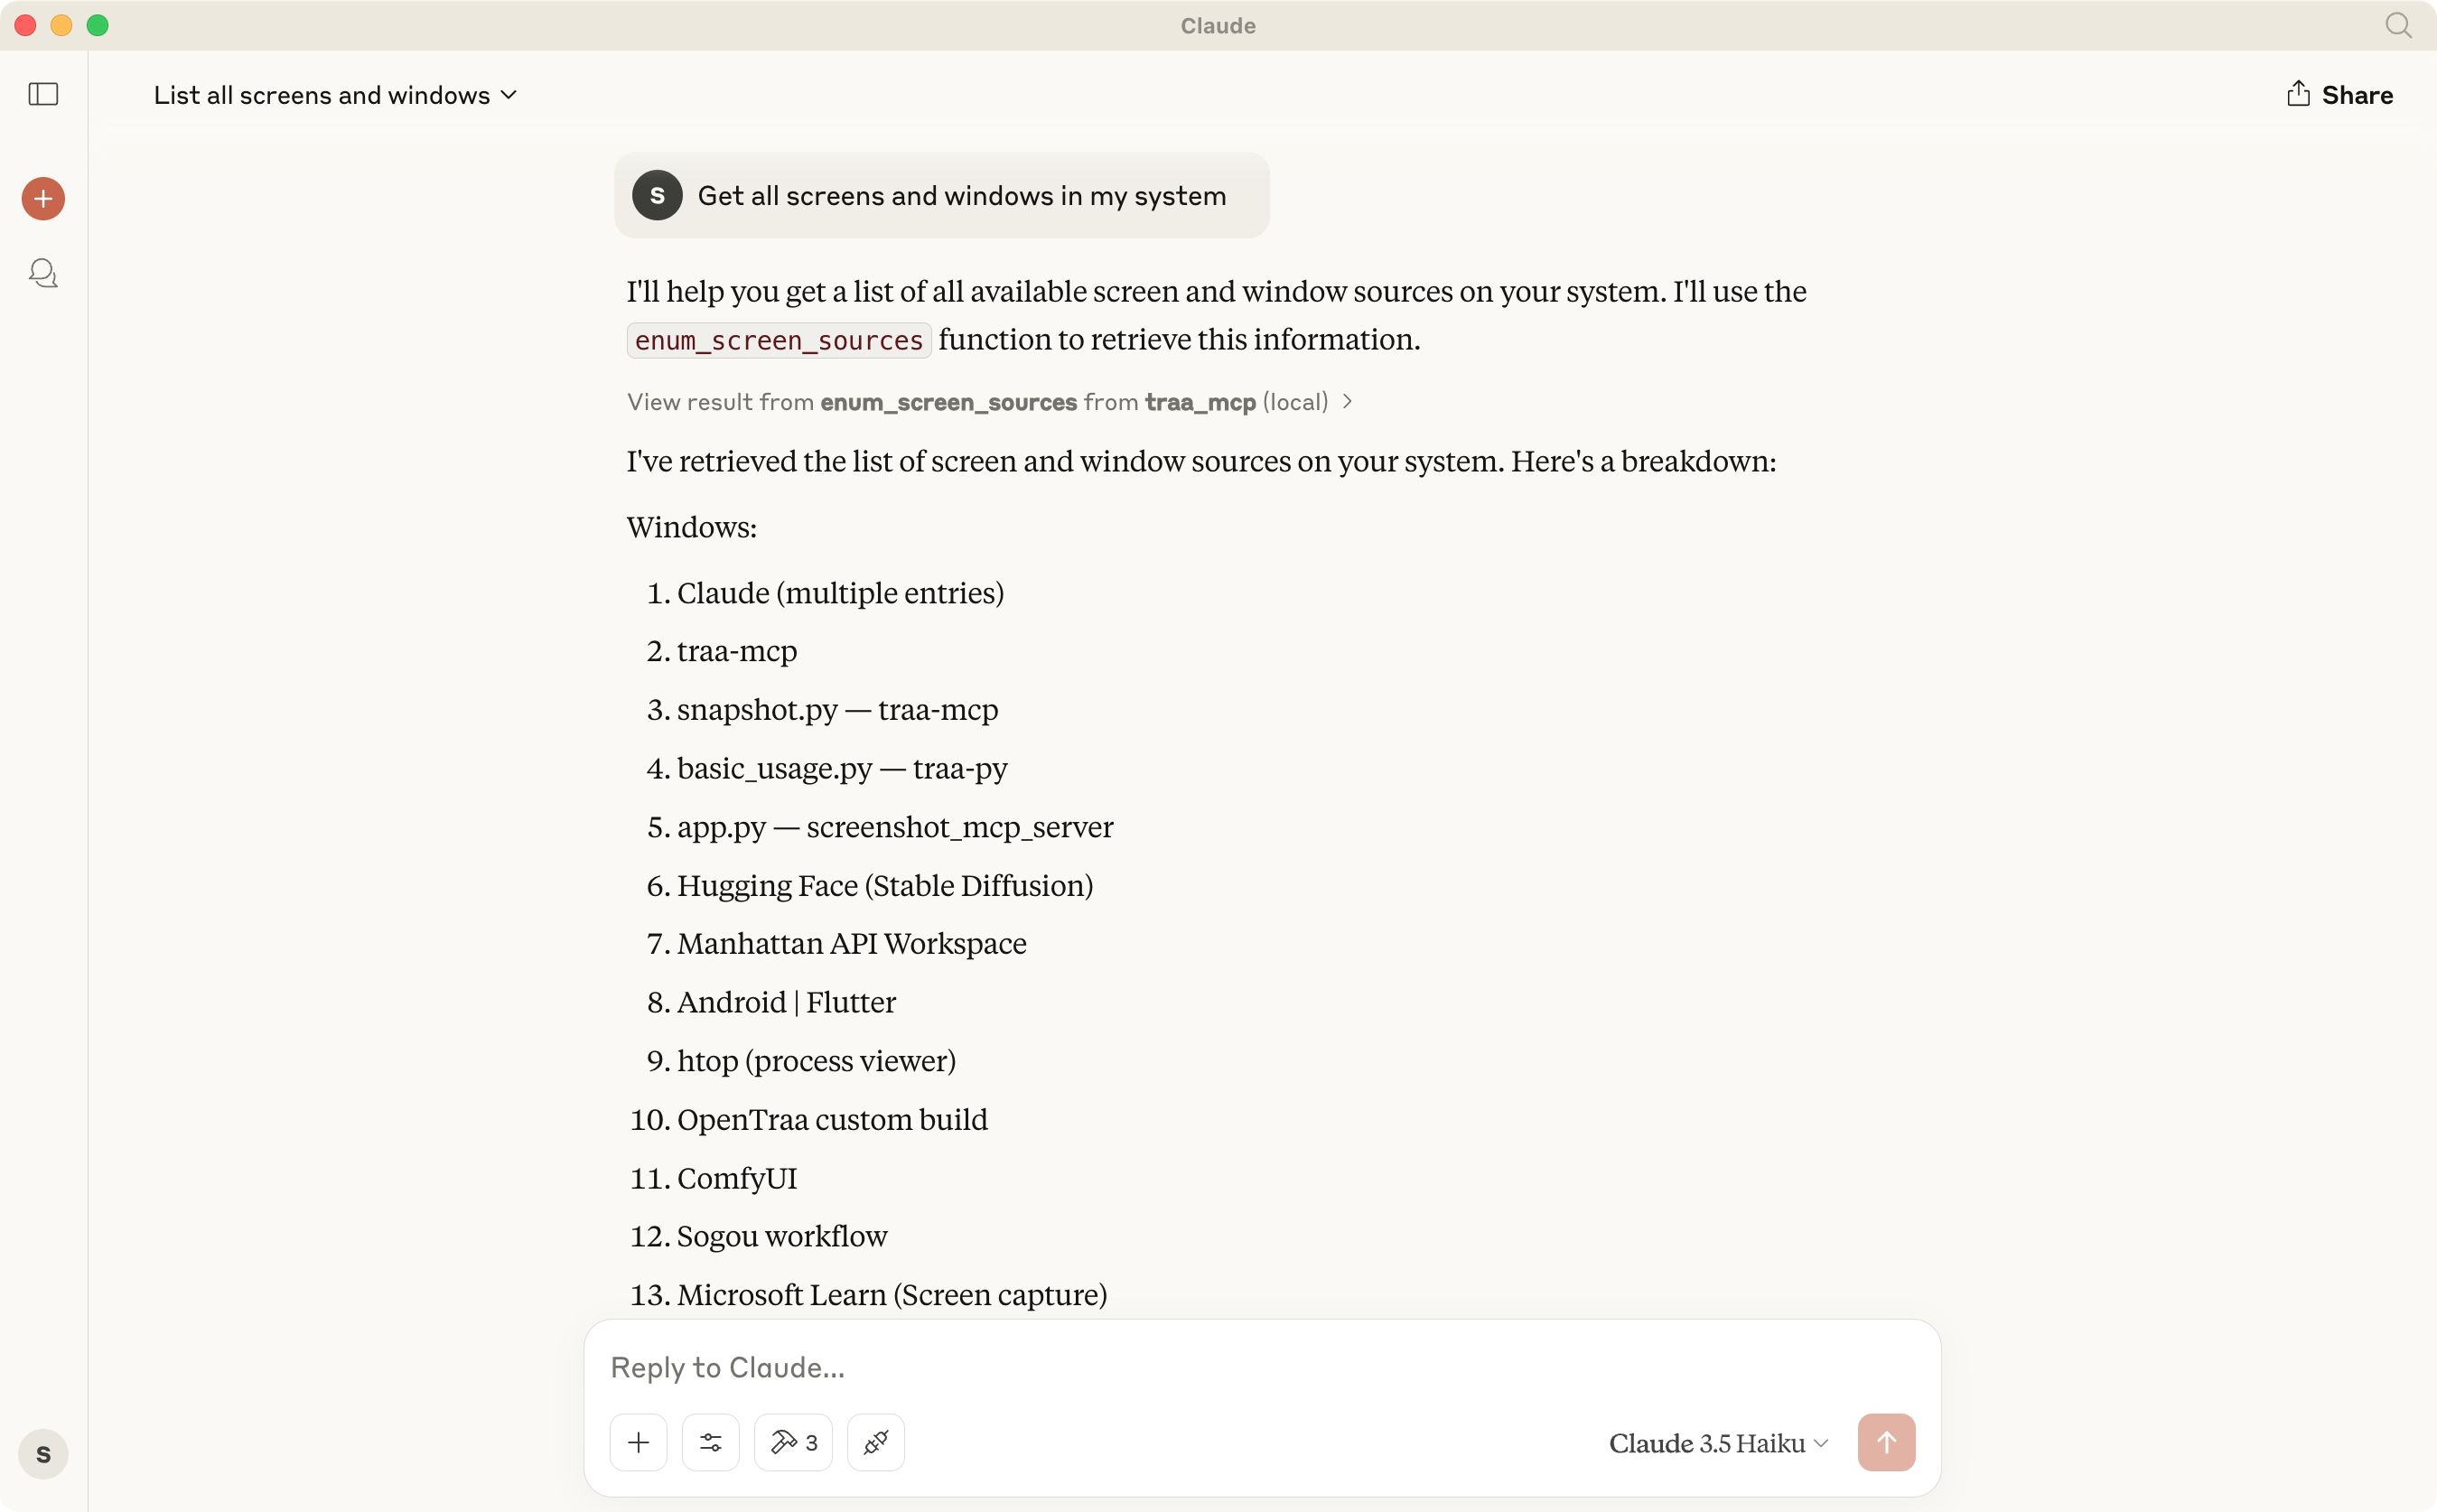 Claude
List all screens and windows
Share
S Get all screens and windows in my system
I'll help you get a list of all available screen and window sources on your system. I'll use the
enum_screen_sources function to retrieve this information.
View result from enum_screen_sources from traa_mcp (local)
I've retrieved the list of screen and window sources on your system. Here's a breakdown:
Windows:
1. Claude (multiple entries)
2. traa-mcp
3. snapshot.py — traa-mcp
4. basic_usage.py — traa-py
5. app.py — screenshot_mcp_server
6. Hugging Face (Stable Diffusion)
7. Manhattan API Workspace
8. Android | Flutter
9. htop (process viewer)
10. OpenTraa custom build
11. ComfyUI
12. Sogou workflow
13. Microsoft Learn (Screen capture)
Reply to Claude...
3
Claude 3.5 Haiku
S